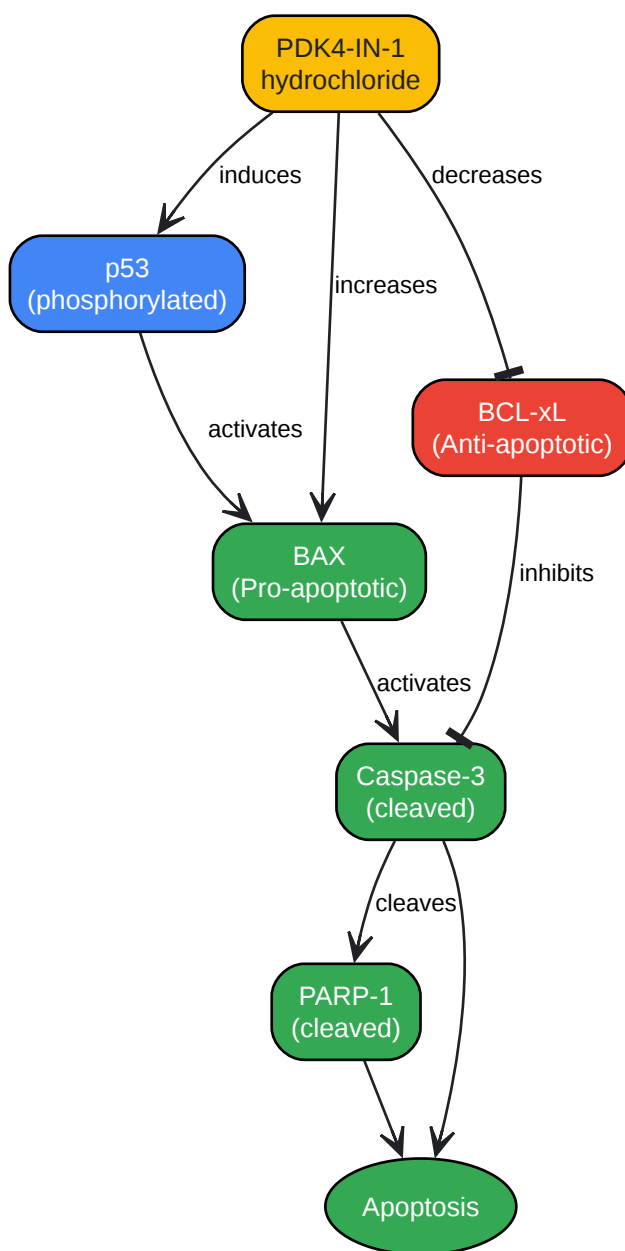 PDK4-IN-1
hydrochloride
induces
decreases
p53
(phosphorylated)
increases
BCL-xL
(Anti-apoptotic)
activates
BAX
(Pro-apoptotic)
inhibits
activates
Caspase-3
(cleaved)
cleaves
PARP-1
(cleaved)
Apoptosis